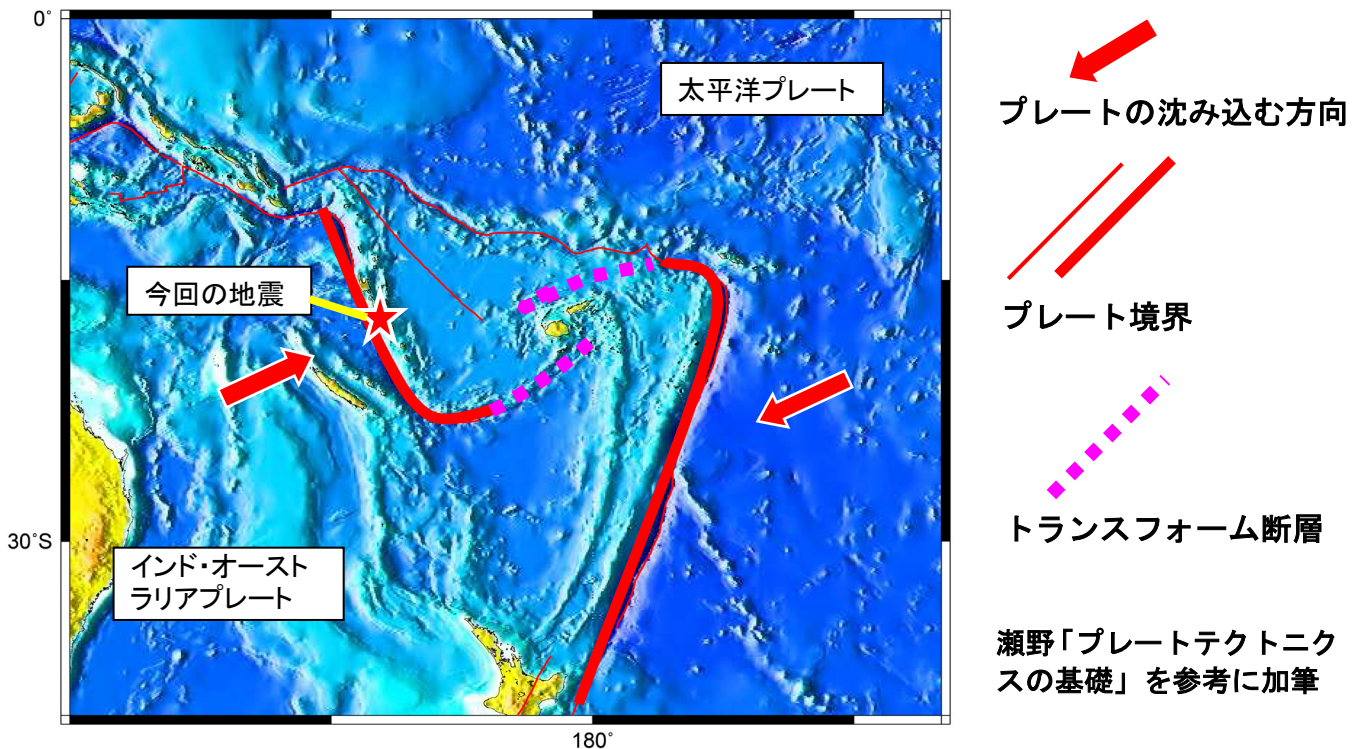 0°
太平洋プレート
今回の地震
30°S
インド・オースト
ラリアプレート
180°
プレートの沈み込む方向
プレート境界
トランスフォーム断層
瀬野「プレートテクトニク
スの基礎」を参考に加筆